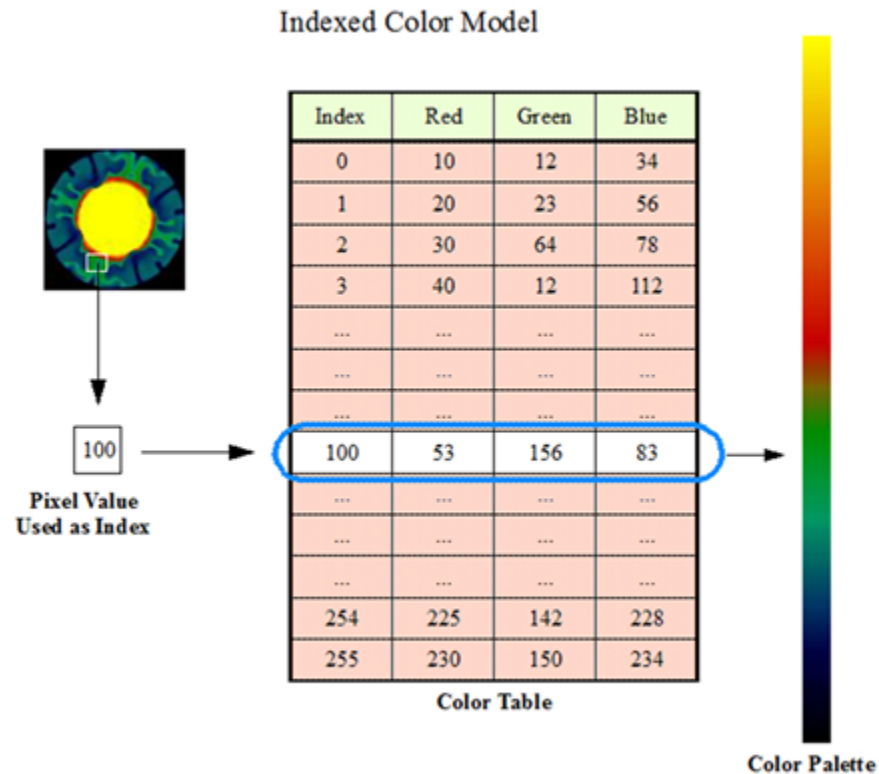 Indexed Color Model
Index Red Green Blue
0 10 12 34
1 20 23 56
2 30 64 78
3 40 12 112
... ... ... ...
... ... ... ...
... ... ... ...
100
100 53 156 83
Pixel Value
Used as Index
... ... ... ...
... ... ... ...
... ... ... ...
254 225 142 228
255 230 150 234
Color Table
Color Palette